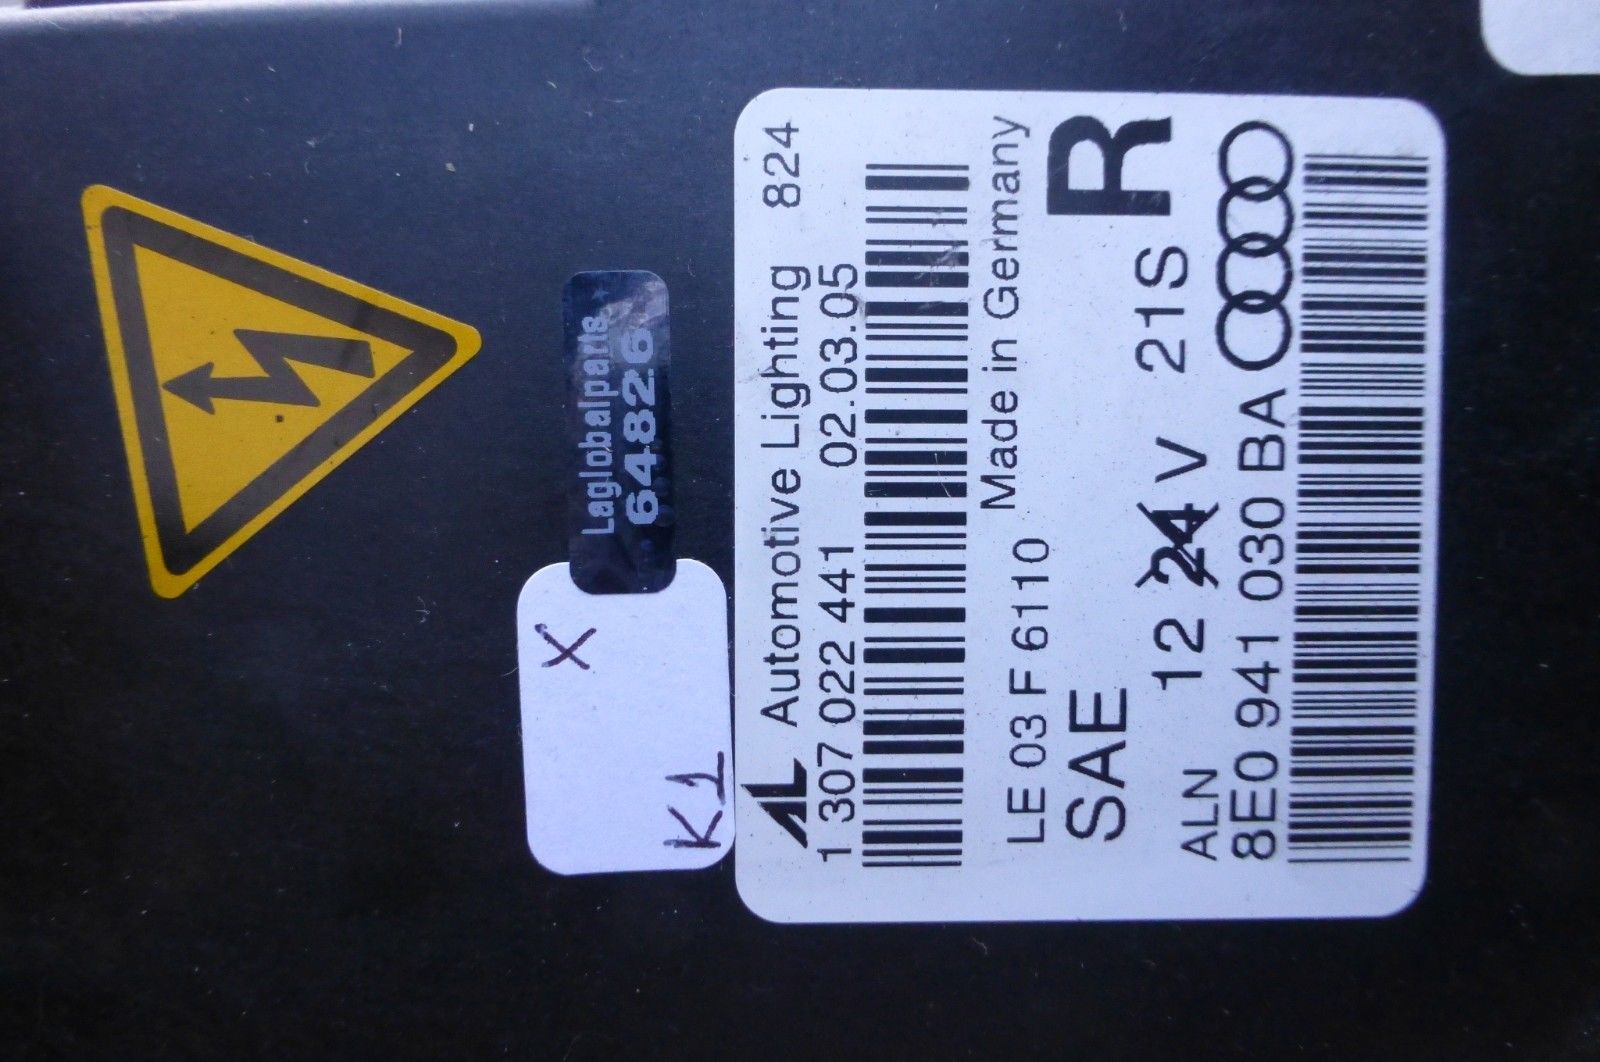 Laglobalparts
64826
X
K1
AL Automotive Lighting 824
1 307 022 441 02.03.05
LE 03 F 6110 Made in Germany
SAE R
12 24 V 21S
ALN
8E0 941 030 BA